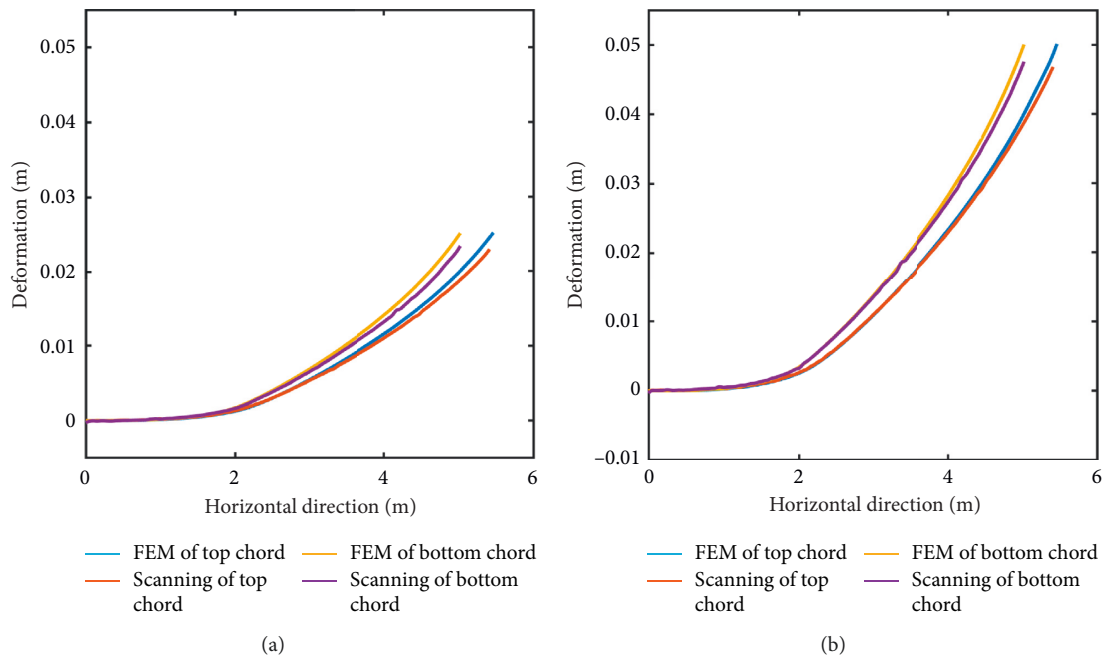 0.05
0.04
0.03
0.02
0.01
0
Deformation (m)
0
2
4
6
Horizontal direction (m)
FEM of top chord
FEM of bottom chord
Scanning of top
chord
Scanning of bottom
chord
(a)
0.05
0.04
0.03
0.02
0.01
0
−0.01
Deformation (m)
0
2
4
6
Horizontal direction (m)
FEM of top chord
FEM of bottom chord
Scanning of top
chord
Scanning of bottom
chord
(b)